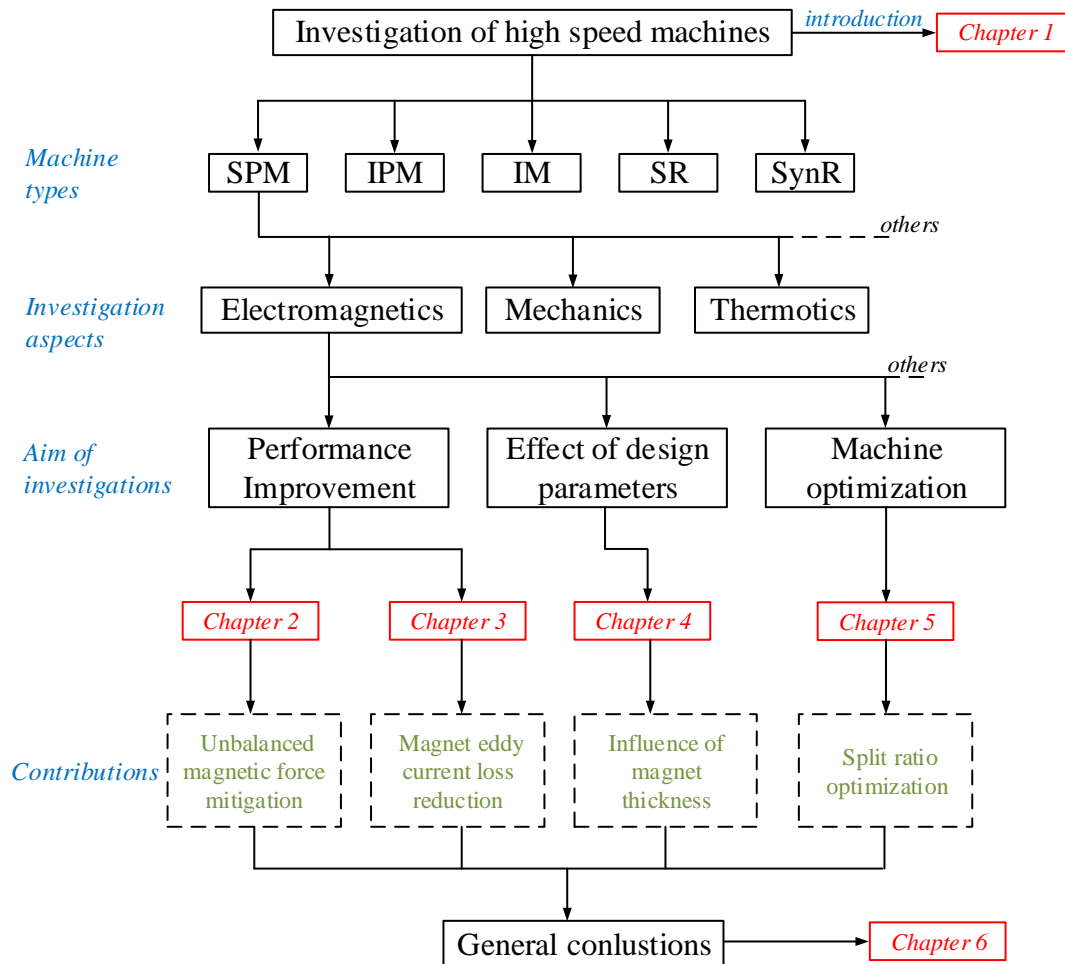 Investigation of high speed machines
introduction
Chapter 1
Machine
types
SPM
IPM
IM
SR
SynR
others
Investigation
aspects
Electromagnetics
Mechanics
Thermotics
others
Aim of
investigations
Performance
Improvement
Effect of design
parameters
Machine
optimization
Chapter 2
Chapter 3
Chapter 4
Chapter 5
Contributions
Unbalanced
magnetic force
mitigation
Magnet eddy
current loss
reduction
Influence of
magnet
thickness
Split ratio
optimization
General conlustions
Chapter 6